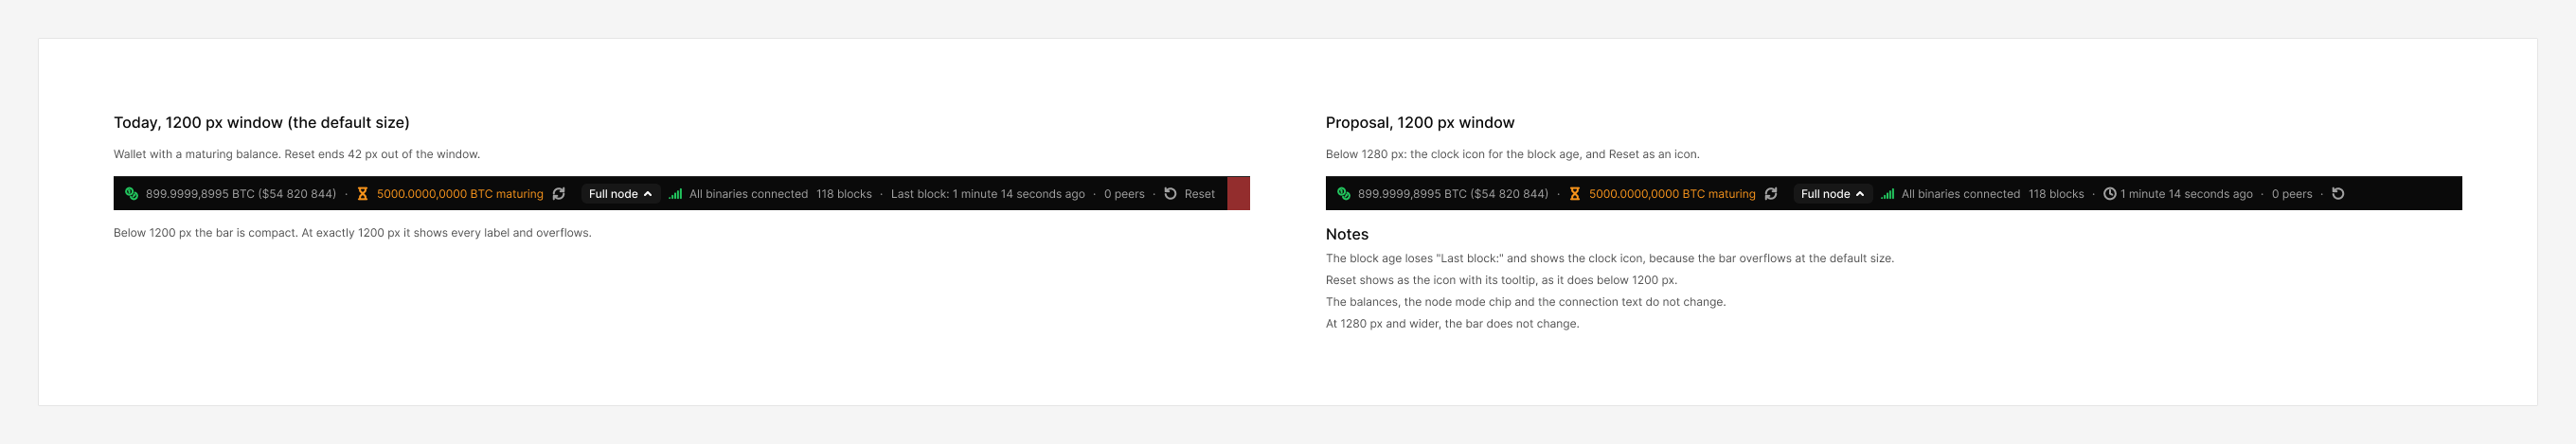 Today, 1200 px window (the default size)
Wallet with a maturing balance. Reset ends 42 px out of the window.
899.9999,8995 BTC ($54 820 844) · 5000.0000,0000 BTC maturing Full node All binaries connected 118 blocks · Last block: 1 minute 14 seconds ago · 0 peers · Reset
Below 1200 px the bar is compact. At exactly 1200 px it shows every label and overflows.
Proposal, 1200 px window
Below 1280 px: the clock icon for the block age, and Reset as an icon.
899.9999,8995 BTC ($54 820 844) · 5000.0000,0000 BTC maturing Full node All binaries connected 118 blocks · 1 minute 14 seconds ago · 0 peers ·
Notes
The block age loses "Last block:" and shows the clock icon, because the bar overflows at the default size.
Reset shows as the icon with its tooltip, as it does below 1200 px.
The balances, the node mode chip and the connection text do not change.
At 1280 px and wider, the bar does not change.